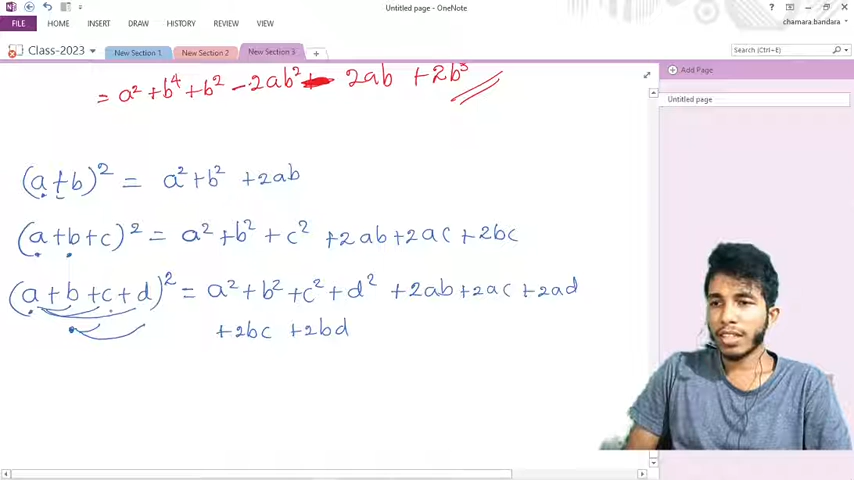 Untitled page - OneNote
chamara.bandara
FILE HOME INSERT DRAW HISTORY REVIEW VIEW
Class-2023 New Section 1 New Section 2 New Section 3 +
Search (Ctrl+E)
Add Page
Untitled page
= a² + b⁴ + b² - 2ab² 2ab + 2b³
(a+b)² = a² + b² + 2ab
(a+b+c)² = a² + b² + c² + 2ab + 2ac + 2bc
(a+b+c+d)² = a² + b² + c² + d² + 2ab + 2ac + 2ad
+ 2bc + 2bd